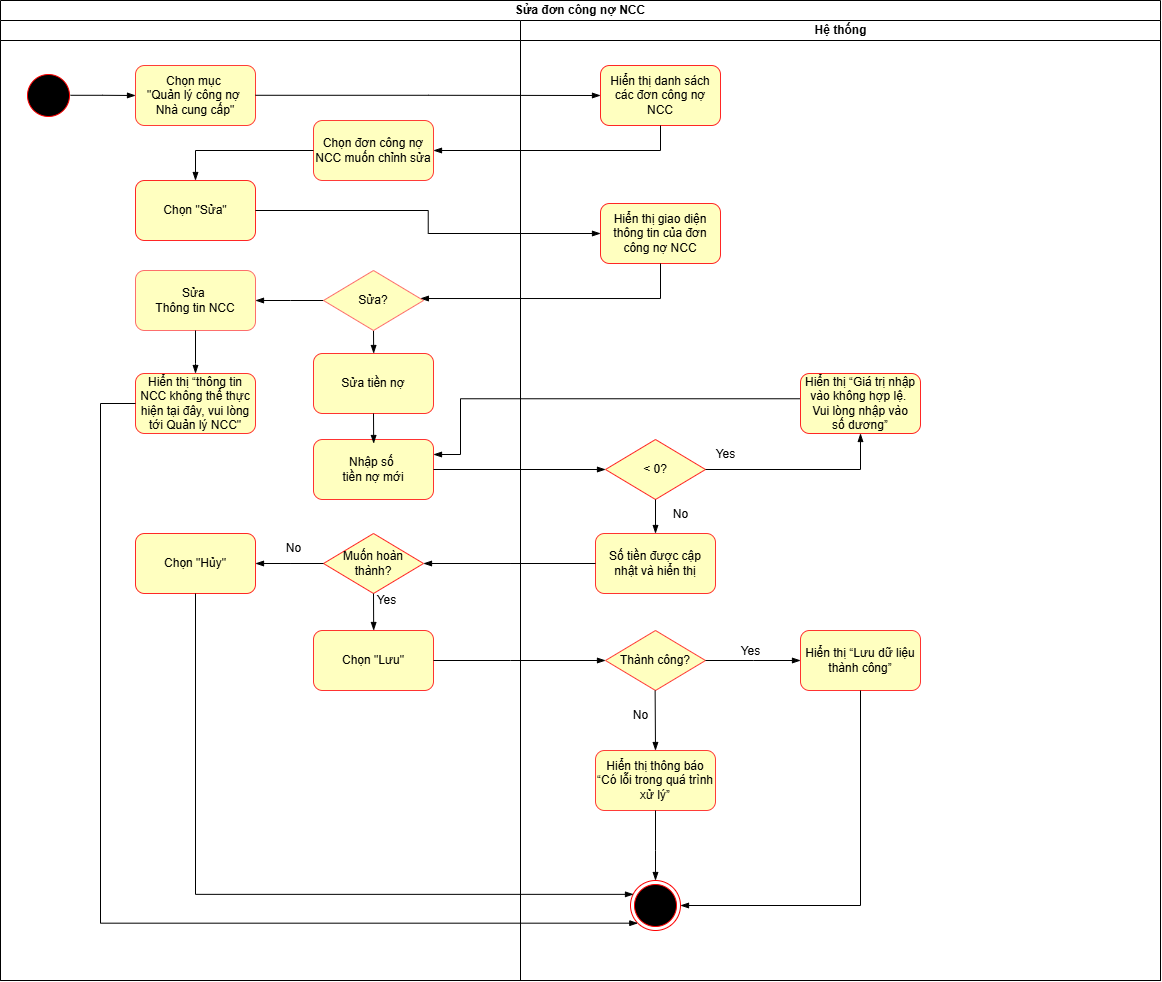 Sửa đơn công nợ NCC
Hệ thống
Chọn mục
"Quản lý công nợ
Nhà cung cấp"
Hiển thị danh sách
các đơn công nợ
NCC
Chọn đơn công nợ
NCC muốn chỉnh sửa
Chọn "Sửa"
Hiển thị giao diện
thông tin của đơn
công nợ NCC
Sửa
Thông tin NCC
Sửa?
Sửa tiền nợ
Hiển thị “thông tin
NCC không thể thực
hiện tại đây, vui lòng
tới Quản lý NCC"
Hiển thị “Giá trị nhập
vào không hợp lệ.
Vui lòng nhập vào
số dương”
Nhập số
tiền nợ mới
< 0?
Yes
No
Chọn "Hủy"
No
Muốn hoàn
thành?
Số tiền được cập
nhật và hiển thị
Yes
Chọn "Lưu"
Thành công?
Yes
Hiển thị “Lưu dữ liệu
thành công”
No
Hiển thị thông báo
“Có lỗi trong quá trình
xử lý”